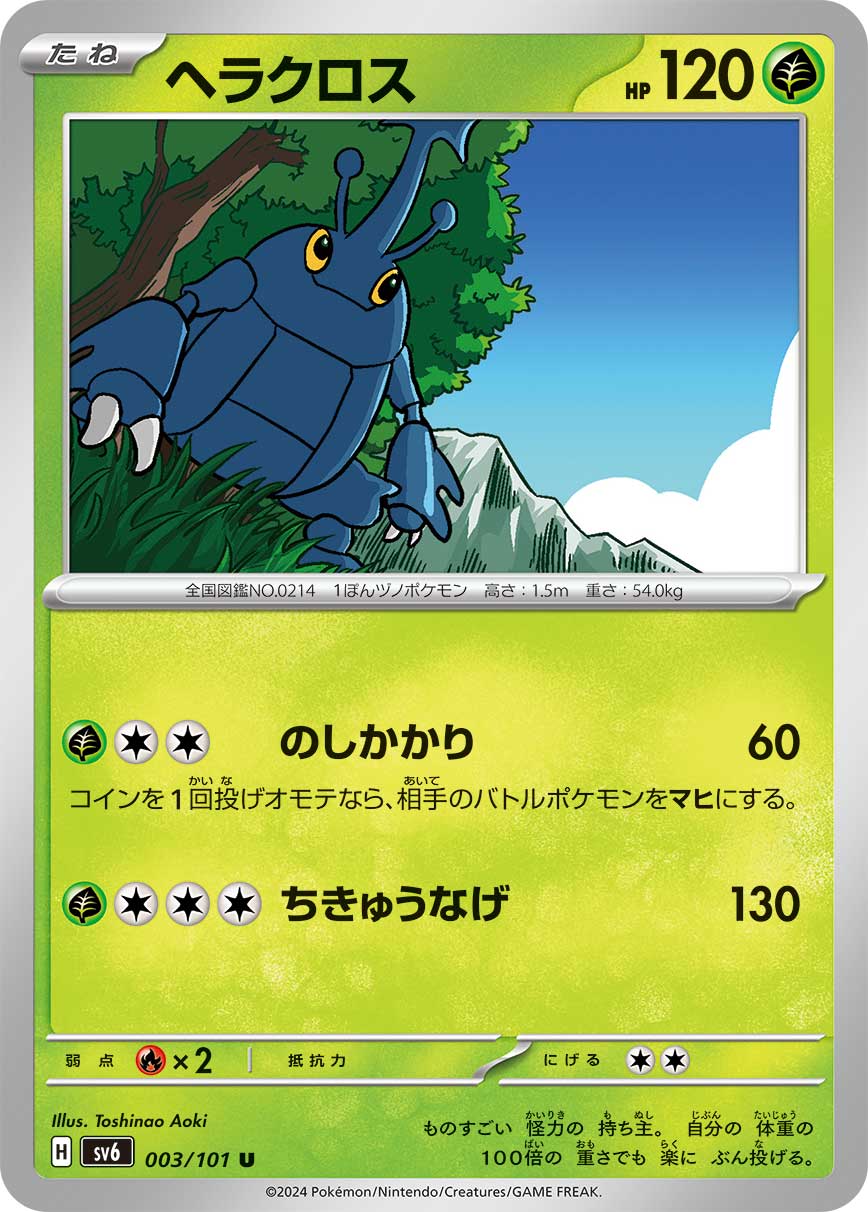 たね
ヘラクロス HP 120
全国図鑑NO.0214 1ぽんヅノポケモン 高さ:1.5m 重さ:54.0kg
のしかかり 60
コインを1回投げオモテなら、相手のバトルポケモンをマヒにする。
ちきゅうなげ 130
弱点 ×2 抵抗力 にげる
Illus. Toshinao Aoki
ものすごい 怪力の 持ち主。 自分の 体重の
100倍の 重さでも 楽に ぶん投げる。
H sv6 003/101 U
©2024 Pokémon/Nintendo/Creatures/GAME FREAK.